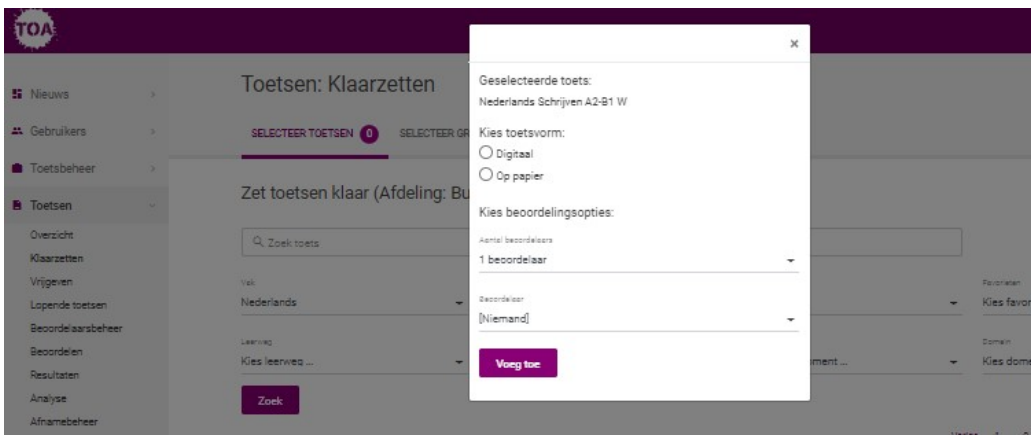 TOA
Nieuws
Gebruikers
Toetsbeheer
Toetsen
Overzicht
Klaarzetten
Vrijgeven
Lopende toetsen
Beoordelaarsbeheer
Beoordelen
Resultaten
Analyse
Afnamebeheer
Toetsen: Klaarzetten
SELECTEER TOETSEN 0 SELECTEER GR
Zet toetsen klaar (Afdeling: Bu
Zoek toets
Vak
Nederlands
Leerweg
Kies leerweg ...
Zoek
×
Geselecteerde toets:
Nederlands Schrijven A2-B1 W
Kies toetsvorm:
Digitaal
Op papier
Kies beoordelingsopties:
Aantal beoordelaars
1 beoordelaar
Beoordelaar
[Niemand]
Voeg toe
ment ...
Favorieten
Kies favor
Domein
Kies dome